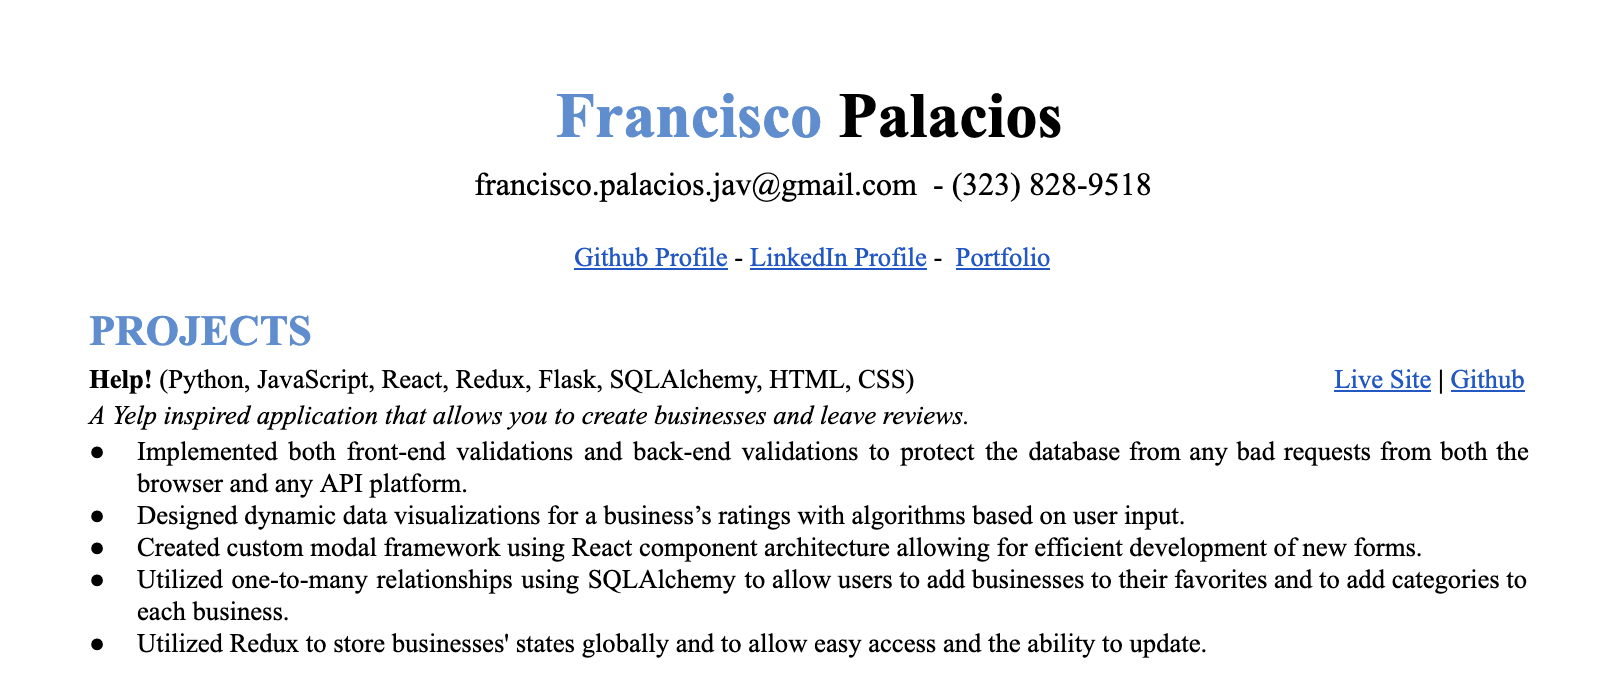 Francisco Palacios
francisco.palacios.jav@gmail.com - (323) 828-9518
Github Profile - LinkedIn Profile - Portfolio
PROJECTS
Help! (Python, JavaScript, React, Redux, Flask, SQLAlchemy, HTML, CSS) Live Site | Github
A Yelp inspired application that allows you to create businesses and leave reviews.
● Implemented both front-end validations and back-end validations to protect the database from any bad requests from both the
browser and any API platform.
● Designed dynamic data visualizations for a business’s ratings with algorithms based on user input.
● Created custom modal framework using React component architecture allowing for efficient development of new forms.
● Utilized one-to-many relationships using SQLAlchemy to allow users to add businesses to their favorites and to add categories to
each business.
● Utilized Redux to store businesses' states globally and to allow easy access and the ability to update.